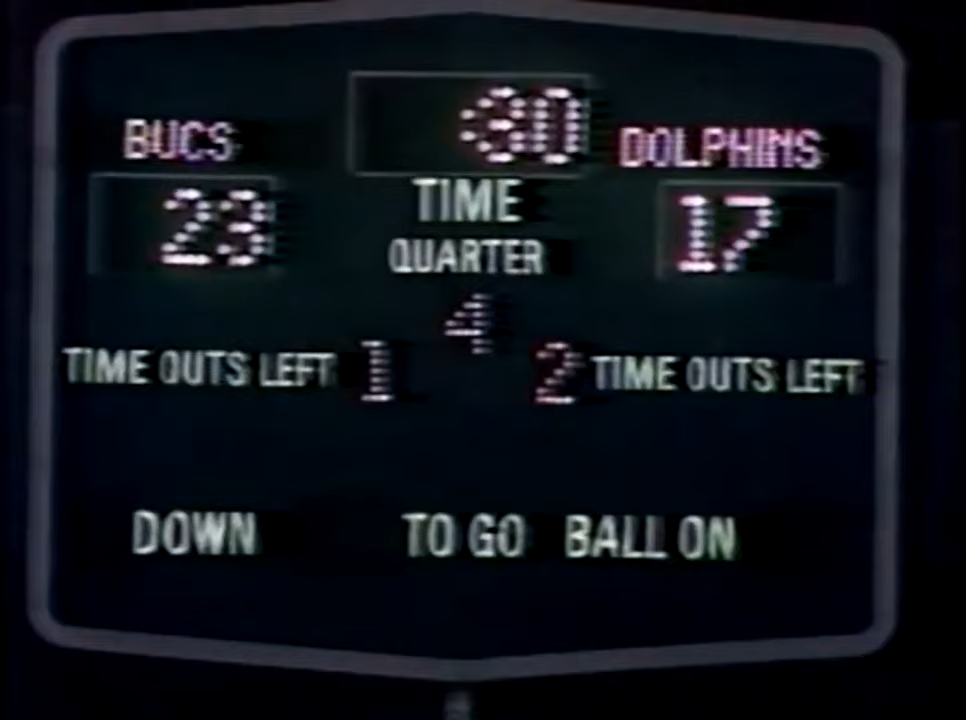 BUCS
DOLPHINS
23
TIME
17
QUARTER
4
TIME OUTS LEFT 1
2 TIME OUTS LEFT
DOWN
TO GO
BALL ON